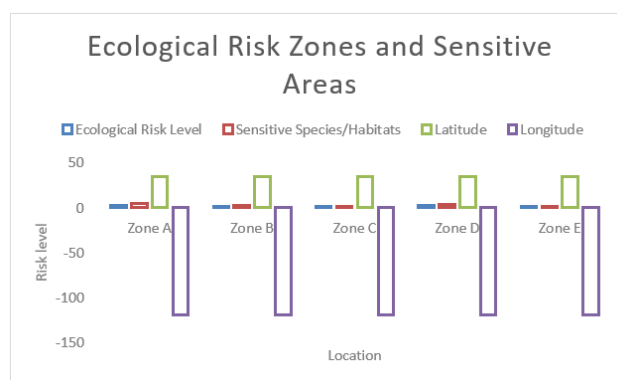 Ecological Risk Zones and Sensitive
Areas
Ecological Risk Level Sensitive Species/Habitats Latitude Longitude
50
0
-50
-100
-150
Risk level
Zone A Zone B Zone C Zone D Zone E
Location